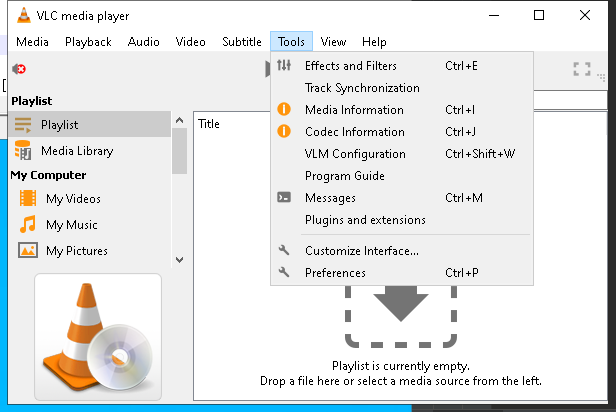 VLC media player
Media Playback Audio Video Subtitle Tools View Help
Effects and Filters Ctrl+E
Track Synchronization
Media Information Ctrl+I
Codec Information Ctrl+J
VLM Configuration Ctrl+Shift+W
Program Guide
Messages Ctrl+M
Plugins and extensions
Customize Interface...
Preferences Ctrl+P
Playlist
Playlist
Media Library
My Computer
My Videos
My Music
My Pictures
Title
Playlist is currently empty.
Drop a file here or select a media source from the left.